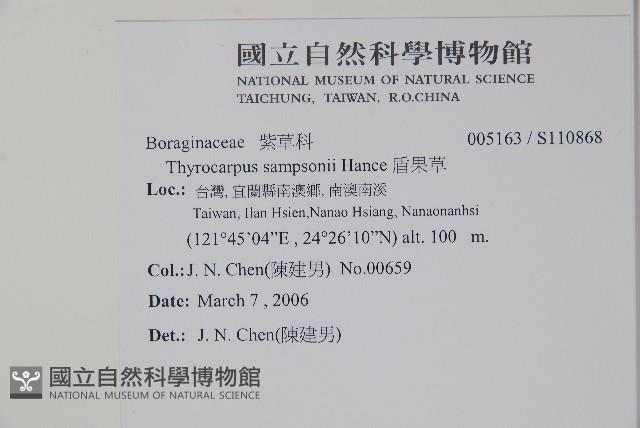 國立自然科學博物館
NATIONAL MUSEUM OF NATURAL SCIENCE
TAICHUNG, TAIWAN, R.O.CHINA
Boraginaceae 紫草科 005163 / S110868
Thyrocarpus sampsonii Hance 盾果草
Loc.: 台灣, 宜蘭縣南澳鄉, 南澳南溪
Taiwan, Ilan Hsien,Nanao Hsiang, Nanaonanhsi
(121°45’04”E , 24°26’10”N) alt. 100 m.
Col.:J. N. Chen(陳建男) No.00659
Date: March 7 , 2006
Det.: J. N. Chen(陳建男)
國立自然科學博物館
NATIONAL MUSEUM OF NATURAL SCIENCE